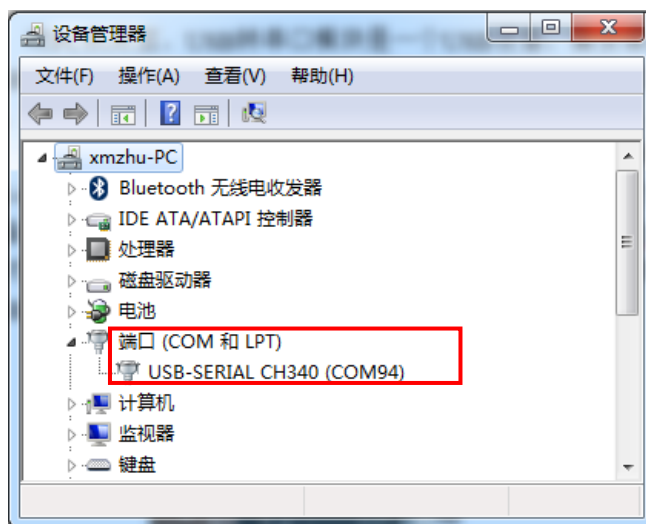 设备管理器
文件(F) 操作(A) 查看(V) 帮助(H)
xmzhu-PC
Bluetooth 无线电收发器
IDE ATA/ATAPI 控制器
处理器
磁盘驱动器
电池
端口 (COM 和 LPT)
USB-SERIAL CH340 (COM94)
计算机
监视器
键盘